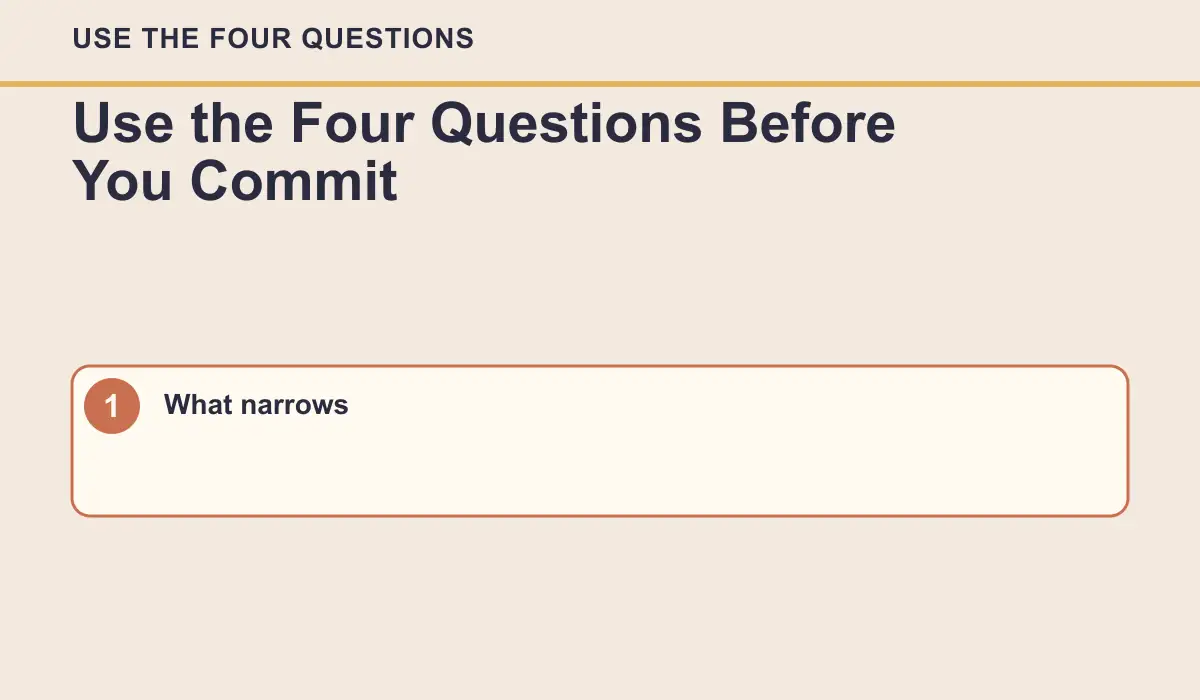 USE THE FOUR QUESTIONS
Use the Four Questions Before
You Commit
1 What narrows